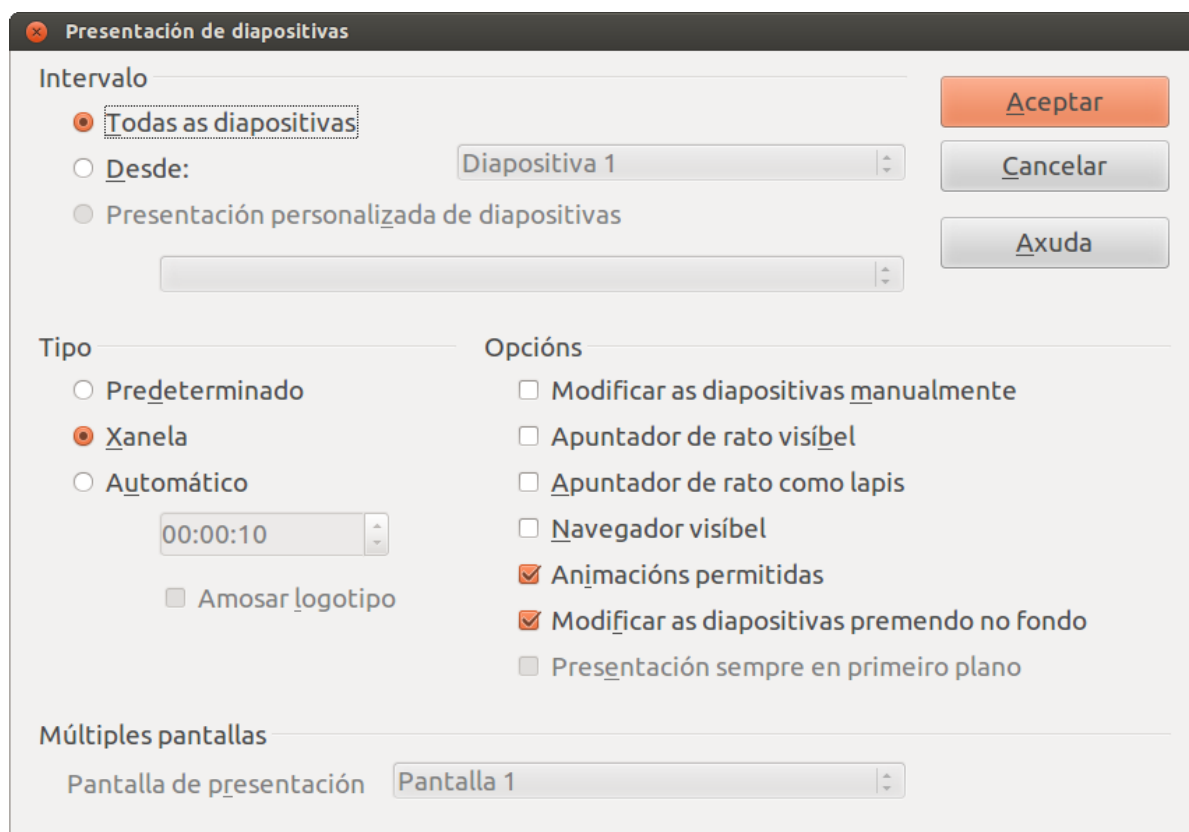 Presentación de diapositivas
Intervalo
Todas as diapositivas
Desde:
Diapositiva 1
Presentación personalizada de diapositivas
Aceptar
Cancelar
Axuda
Tipo
Predeterminado
Xanela
Automático
00:00:10
Amosar logotipo
Opcións
Modificar as diapositivas manualmente
Apuntador de rato visíbel
Apuntador de rato como lapis
Navegador visíbel
Animacións permitidas
Modificar as diapositivas premendo no fondo
Presentación sempre en primeiro plano
Múltiples pantallas
Pantalla de presentación
Pantalla 1